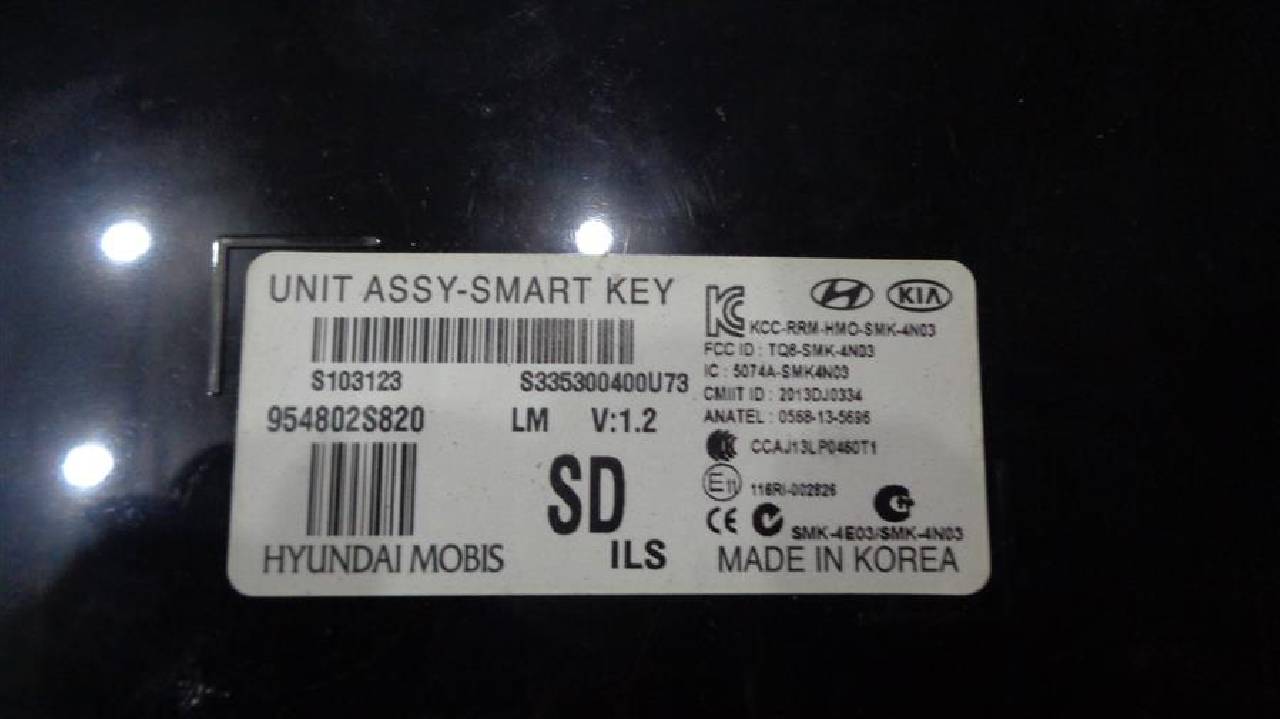 UNIT ASSY-SMART KEY
S103123 S335300400U73
954802S820 LM V:1.2
SD
ILS
HYUNDAI MOBIS
KIA
KCC-RRM-HMO-SMK-4N03
FCC ID : TQ8-SMK-4N03
IC : 5074A-SMK4N03
CMIIT ID : 2013DJ0334
ANATEL : 0568-13-5696
CCAJ13LP0460T1
E11 116RI-002826
CE SMK-4E03/SMK-4N03
MADE IN KOREA